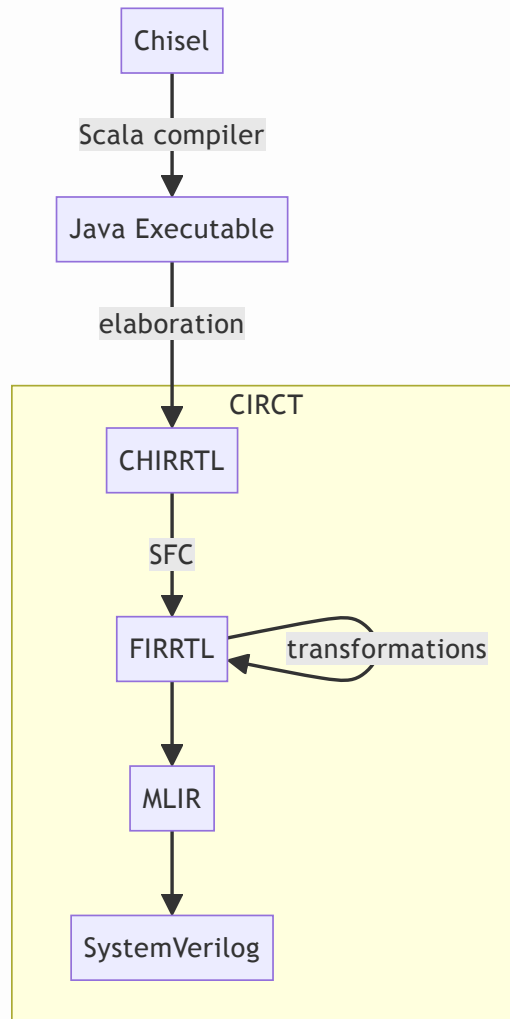 Chisel
Scala compiler
Java Executable
elaboration
CIRCT
CHIRRTL
SFC
FIRRTL
transformations
MLIR
SystemVerilog